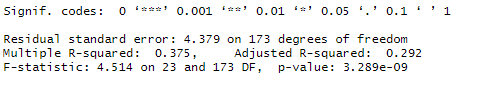 Signif. codes:  0 ‘***’ 0.001 ‘**’ 0.01 ‘*’ 0.05 ‘.’ 0.1 ‘ ’ 1
Residual standard error: 4.379 on 173 degrees of freedom
Multiple R-squared:  0.375,	Adjusted R-squared:  0.292
F-statistic: 4.514 on 23 and 173 DF,  p-value: 3.289e-09